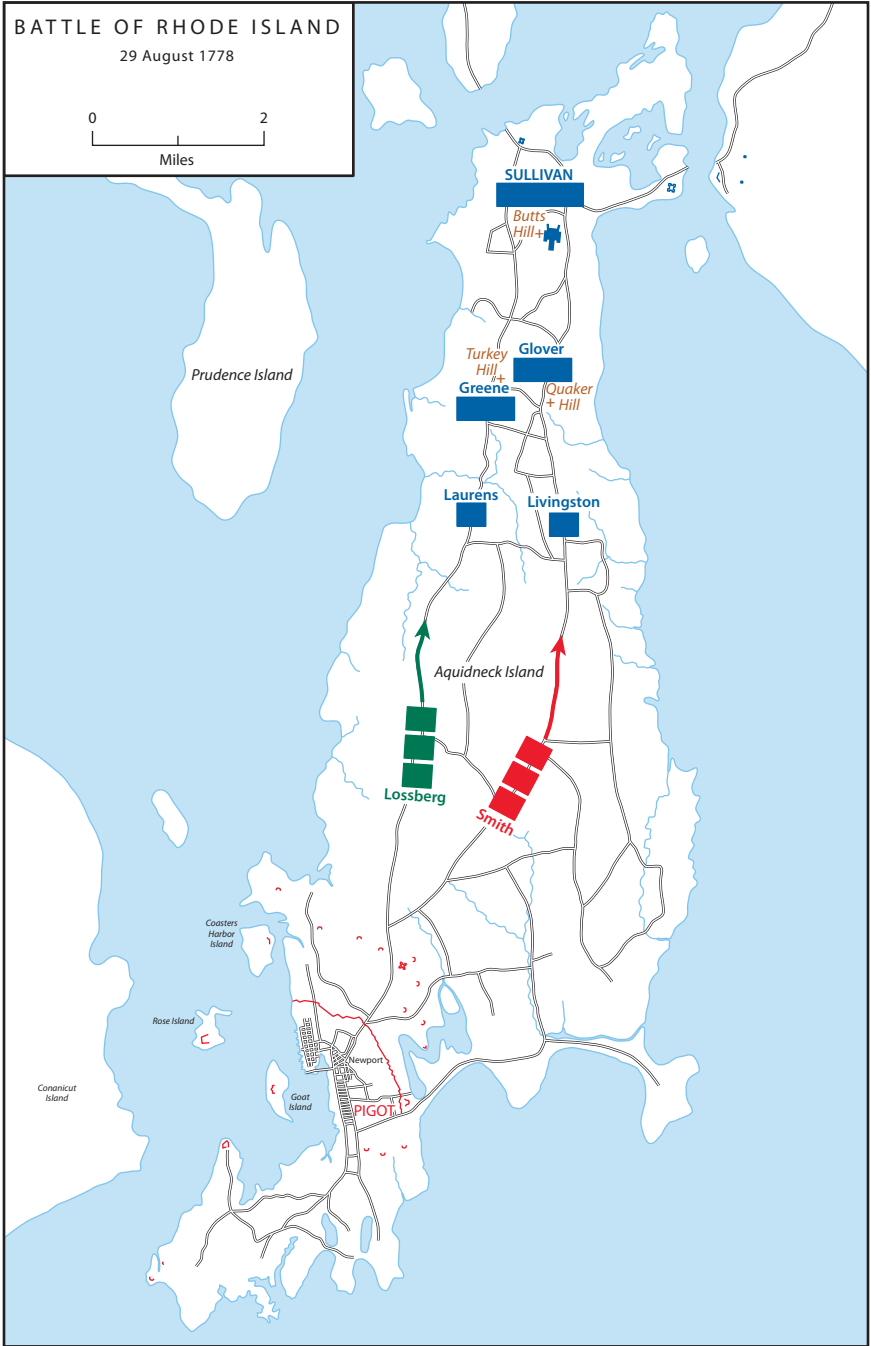 BATTLE OF RHODE ISLAND
29 August 1778
0 2
Miles
SULLIVAN
Butts
Hill
Glover
Turkey
Hill
Greene
Quaker
Hill
Prudence Island
Laurens
Livingston
Aquidneck Island
Lossberg
Smith
Coasters
Harbor
Island
Rose Island
Newport
Conanicut
Island
Goat
Island
PIGOT